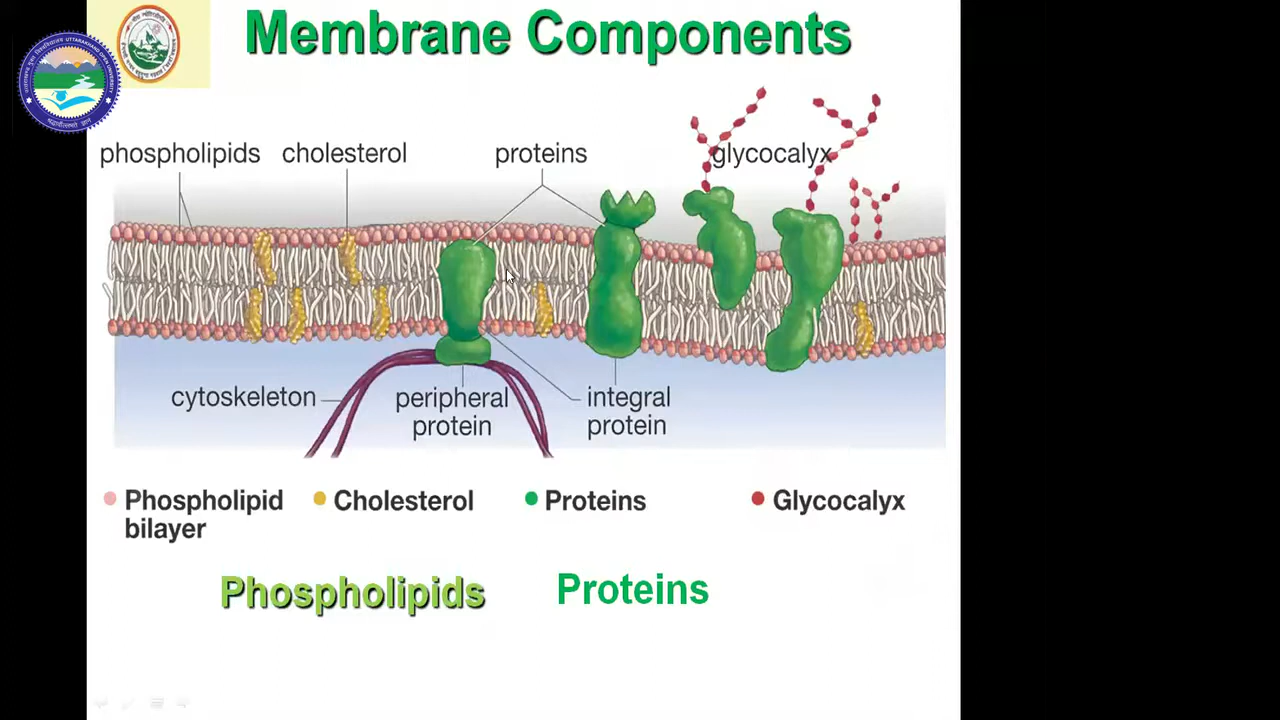 Membrane Components
phospholipids cholesterol proteins glycocalyx
cytoskeleton peripheral protein integral protein
Phospholipid bilayer Cholesterol Proteins Glycocalyx
Phospholipids Proteins